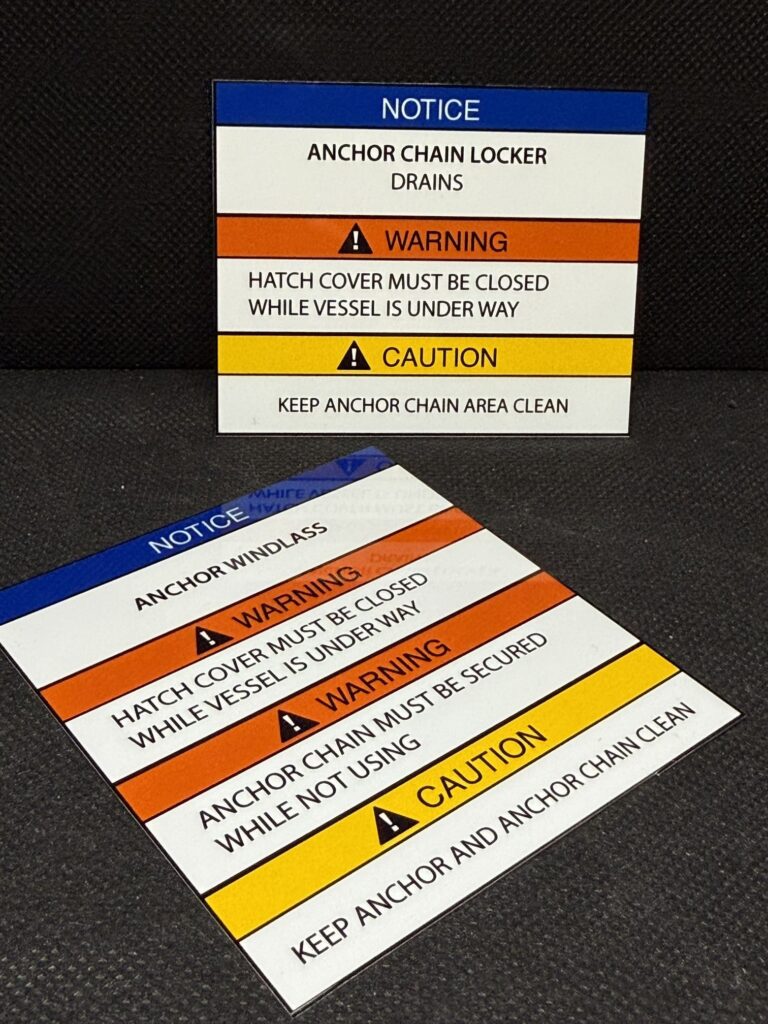 NOTICE
ANCHOR CHAIN LOCKER
DRAINS
WARNING
HATCH COVER MUST BE CLOSED
WHILE VESSEL IS UNDER WAY
CAUTION
KEEP ANCHOR CHAIN AREA CLEAN
NOTICE
ANCHOR WINDLASS
WARNING
HATCH COVER MUST BE CLOSED
WHILE VESSEL IS UNDER WAY
WARNING
ANCHOR CHAIN MUST BE SECURED
WHILE NOT USING
CAUTION
KEEP ANCHOR AND ANCHOR CHAIN CLEAN